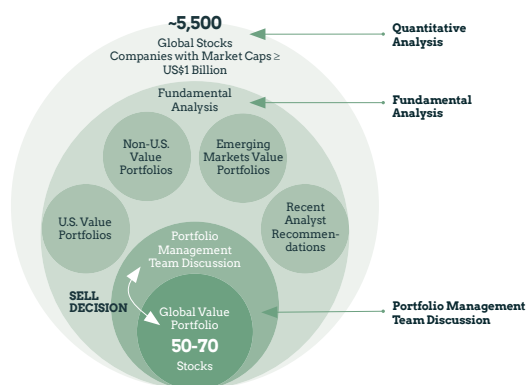 ~5,500
Global Stocks
Companies with Market Caps ≥
US$1 Billion
Quantitative
Analysis
Fundamental
Analysis
Fundamental
Analysis
Non-U.S.
Value
Portfolios
Emerging
Markets Value
Portfolios
U.S. Value
Portfolios
Recent
Analyst
Recommen-
dations
Portfolio
Management
Team Discussion
SELL
DECISION
Global Value
Portfolio
50-70
Stocks
Portfolio Management
Team Discussion